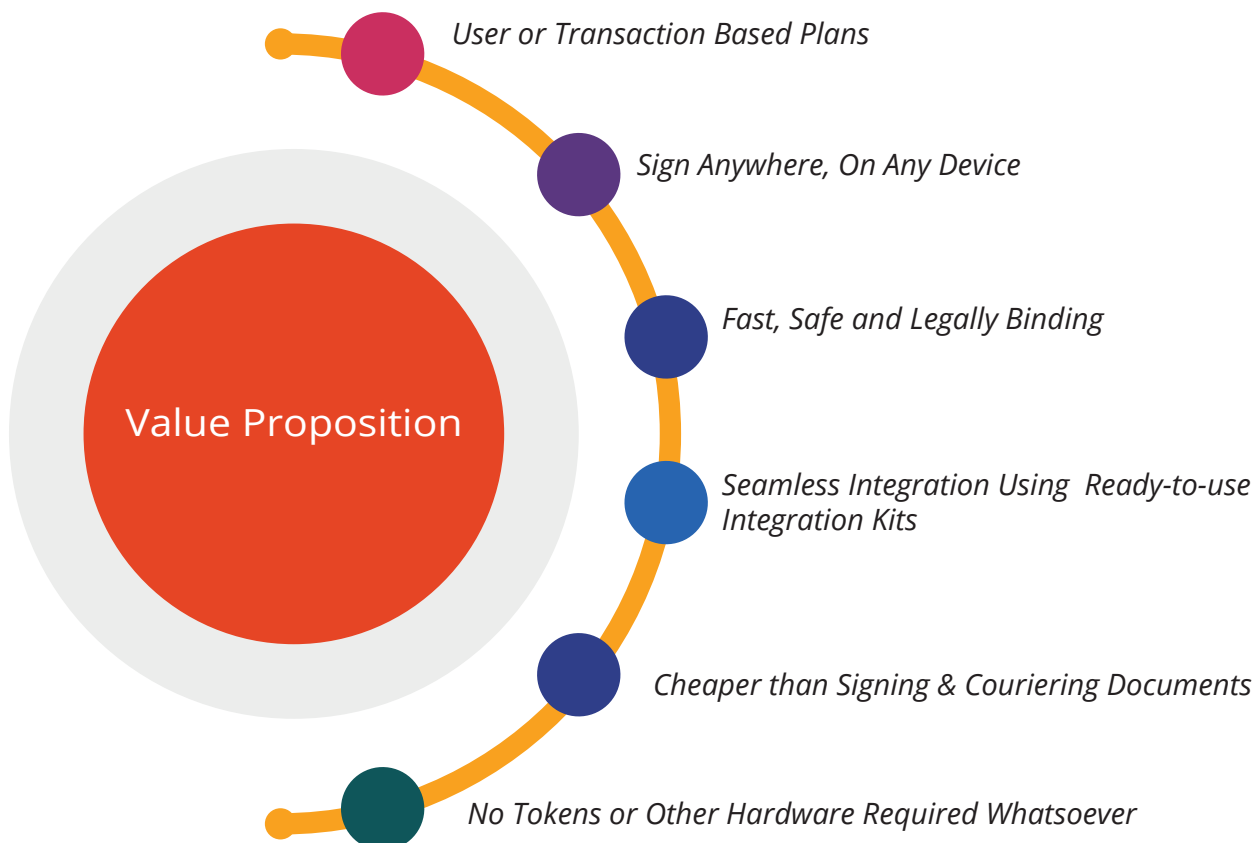 User or Transaction Based Plans
Sign Anywhere, On Any Device
Fast, Safe and Legally Binding
Value Proposition
Seamless Integration Using  Ready-to-use
Integration Kits
Cheaper than Signing & Couriering Documents
No Tokens or Other Hardware Required Whatsoever